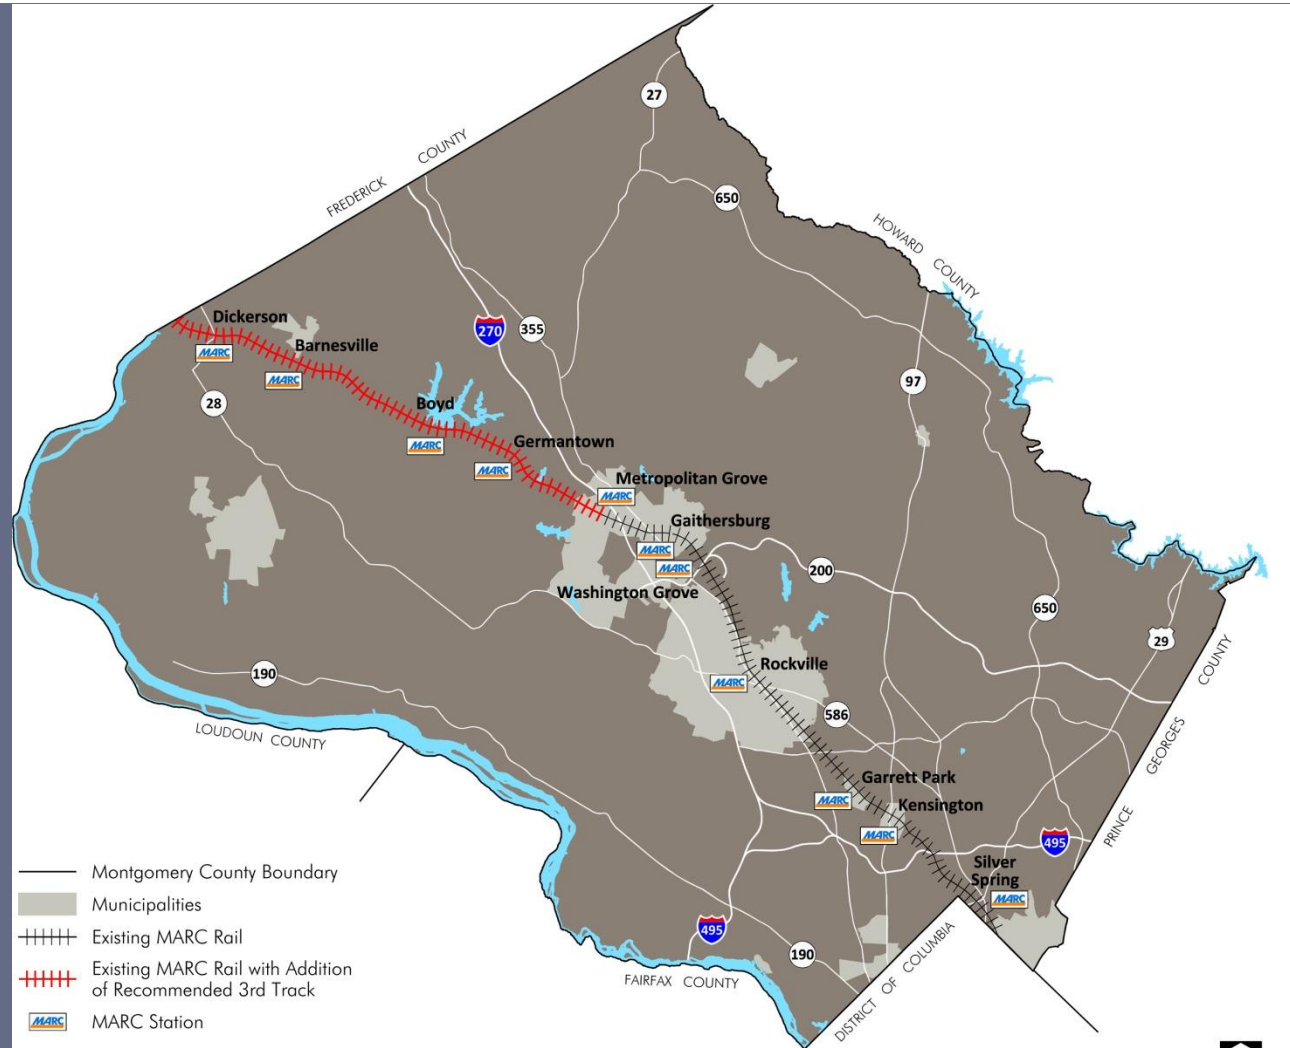 27
FREDERICK COUNTY
650
HOWARD COUNTY
270
355
Dickerson
MARC
Barnesville
MARC
97
28
Boyd
MARC
Germantown
MARC
Metropolitan Grove
MARC
Gaithersburg
MARC
MARC
Washington Grove
200
650
29
190
Rockville
MARC
586
LOUDOUN COUNTY
PRINCE GEORGES COUNTY
Garrett Park
MARC
Kensington
MARC
495
Silver
Spring
MARC
495
190
FAIRFAX COUNTY
DISTRICT OF COLUMBIA
Montgomery County Boundary
Municipalities
Existing MARC Rail
Existing MARC Rail with Addition
of Recommended 3rd Track
MARC
MARC Station